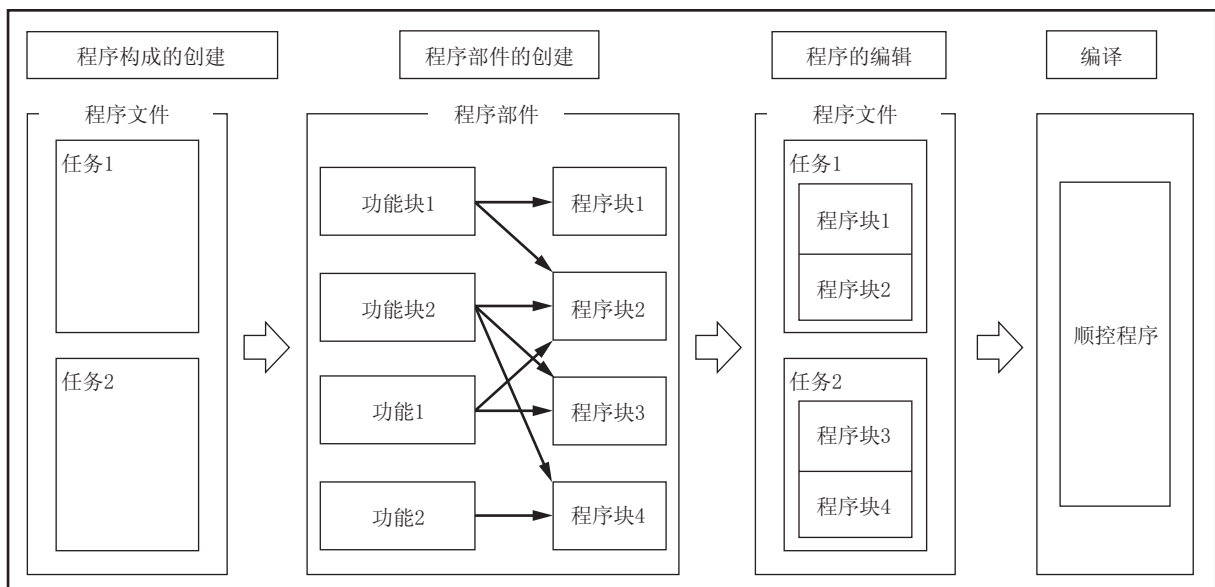 程序构成的创建
程序部件的创建
程序的编辑
编译
程序文件
任务1
任务2
程序部件
功能块1
程序块1
功能块2
程序块2
功能1
程序块3
功能2
程序块4
程序文件
任务1
程序块1
程序块2
任务2
程序块3
程序块4
顺控程序